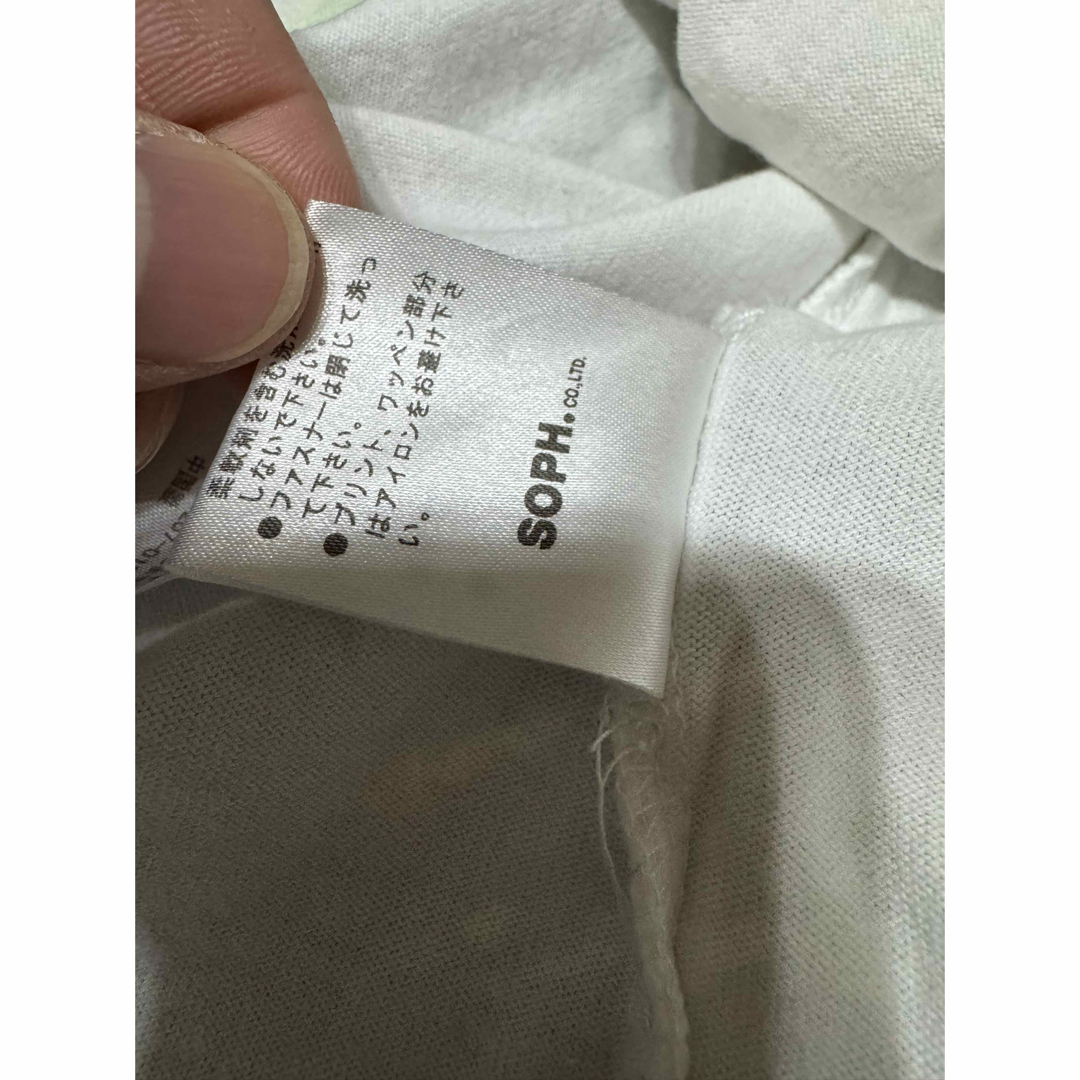 柔軟剤を含む洗
しないで下さい。
●ファスナーは閉じて洗っ
て下さい。
●プリント、ワッペン部分
はアイロンをお避け下さ
い。
SOPH. CO.,LTD.